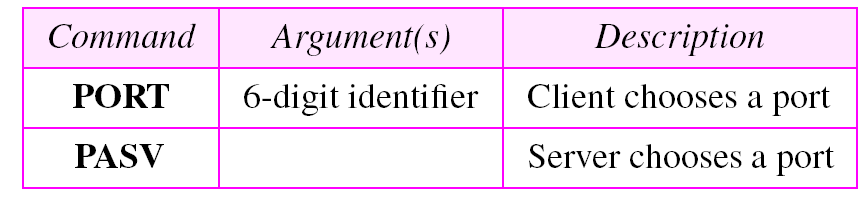 Command Argument(s) Description
PORT 6-digit identifier Client chooses a port
PASV Server chooses a port